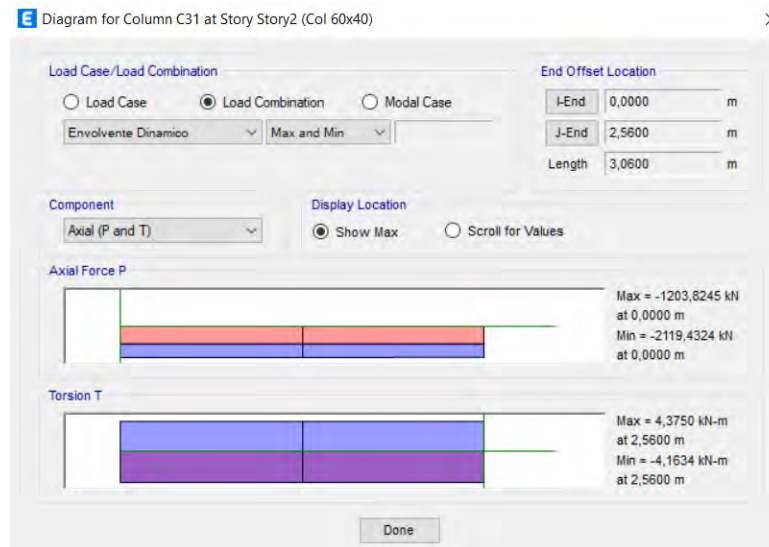 E Diagram for Column C31 at Story Story2 (Col 60x40)
Load Case/Load Combination
Load Case Load Combination Modal Case
Envolvente Dinamico Max and Min
End Offset Location
I-End 0,0000 m
J-End 2,5600 m
Length 3,0600 m
Component
Axial (P and T)
Display Location
Show Max Scroll for Values
Axial Force P
Max = -1203,8245 kN
at 0,0000 m
Min = -2119,4324 kN
at 0,0000 m
Torsion T
Max = 4,3750 kN-m
at 2,5600 m
Min = -4,1634 kN-m
at 2,5600 m
Done